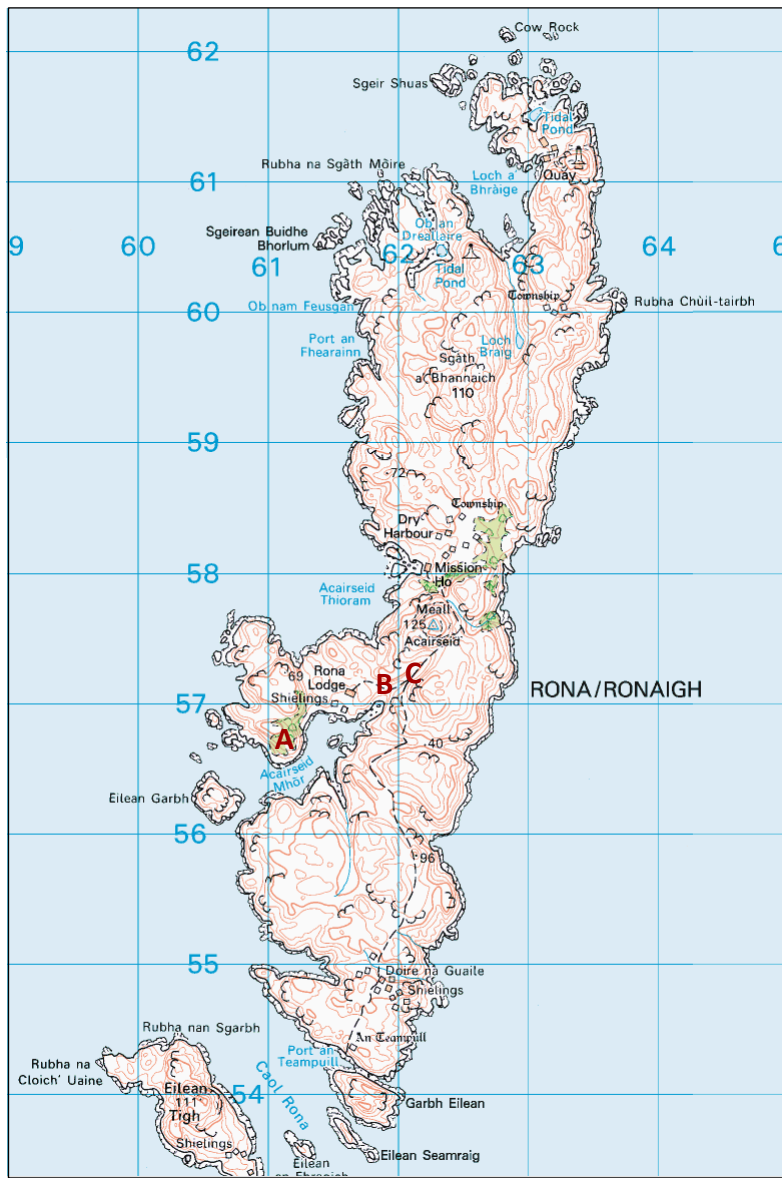 Cow Rock
62
Sgeir Shuas
Tidal
Pond
Rubha na Sgàth Mòire
61
Loch a'
Bhràige
Quay
Ob an
Dreallaire
Sgeirean Buidhe
Bhorlum
9
60
61
62
63
64
6
Tidal
Pond
Township
Rubha Chùil-tairbh
Ob nam Feusgan
60
Port an
Fhearainn
Loch
Braig
Sgàth
a' Bhannaich
110
59
72
Township
Dry
Harbour
58
Mission
Ho
Acairseid
Thioram
Meall
125
Acairseid
69
Rona
Lodge
B
C
Shielings
57
RONA/RONAIGH
A
40
Acairseid
Mhòr
Eilean Garbh
56
96
55
Doire na Guaile
Shielings
50
Rubha nan Sgarbh
An Teampull
Port an
Teampuill
Rubha na
Cloich' Uaine
Caol Rona
Eilean
111
Tigh
54
Garbh Eilean
Shielings
Eilean Seamraig
Eilean